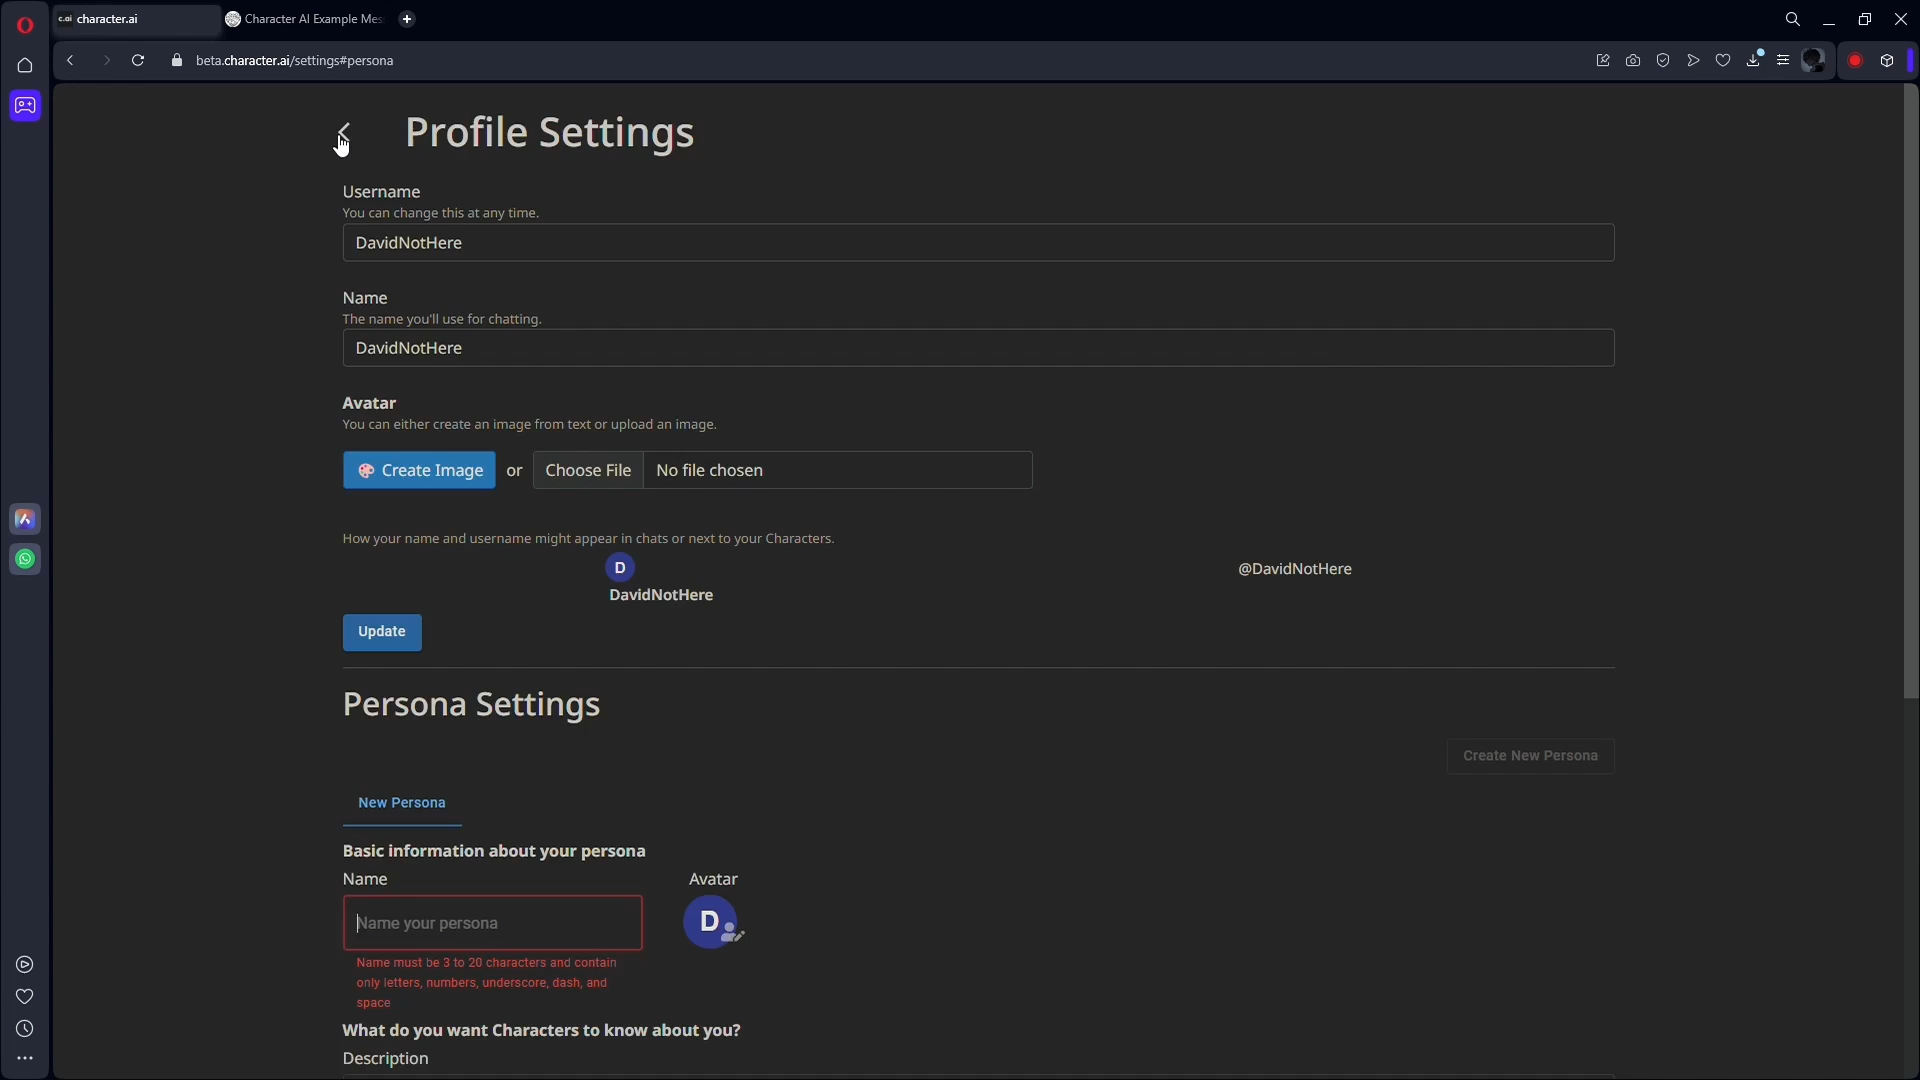 c.ai character.ai
Character AI Example Mes
beta.character.ai/settings#persona
Profile Settings
Username
You can change this at any time.
DavidNotHere
Name
The name you'll use for chatting.
DavidNotHere
Avatar
You can either create an image from text or upload an image.
Create Image or Choose File No file chosen
How your name and username might appear in chats or next to your Characters.
D
@DavidNotHere
DavidNotHere
Update
Persona Settings
Create New Persona
New Persona
Basic information about your persona
Name Avatar
Name your persona D
Name must be 3 to 20 characters and contain
only letters, numbers, underscore, dash, and
space
What do you want Characters to know about you?
Description